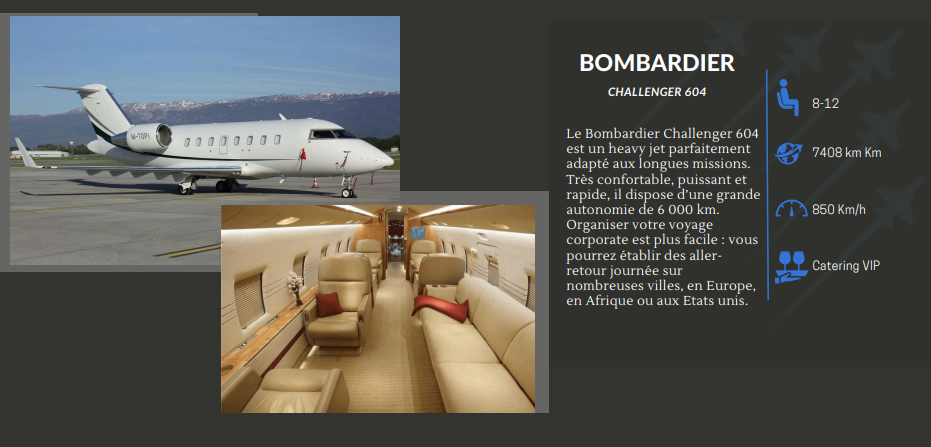 M-TOPI
BOMBARDIER
CHALLENGER 604
Le Bombardier Challenger 604
est un heavy jet parfaitement
adapté aux longues missions.
Très confortable, puissant et
rapide, il dispose d'une grande
autonomie de 6 000 km.
Organiser votre voyage
corporate est plus facile : vous
pourrez établir des aller-
retour journée sur
nombreuses villes, en Europe,
en Afrique ou aux Etats unis.
8-12
7408 km Km
850 Km/h
Catering VIP